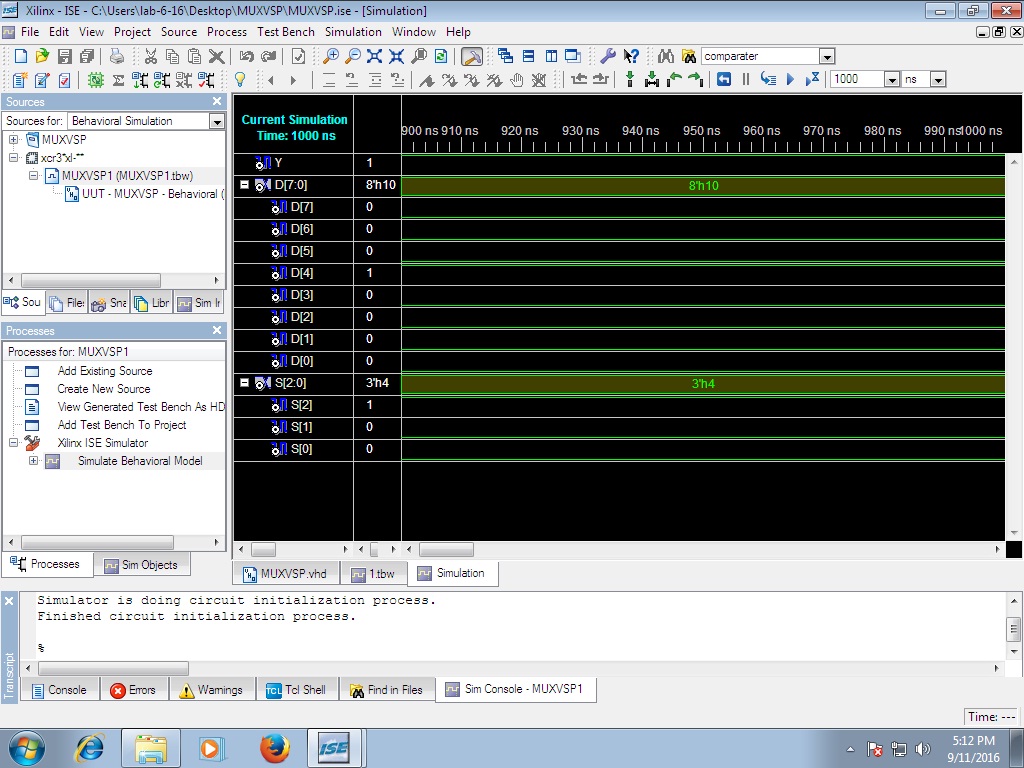 Xilinx - ISE - C:\Users\lab-6-16\Desktop\MUXVSP\MUXVSP.ise - [Simulation]
File Edit View Project Source Process Test Bench Simulation Window Help
comparater
1000 ns
Sources
Sources for: Behavioral Simulation
MUXVSP
xcr3*xl-**
MUXVSP1 (MUXVSP1.tbw)
UUT - MUXVSP - Behavioral (
Sou File: Sna Libr Sim Ir
Processes
Processes for: MUXVSP1
Add Existing Source
Create New Source
View Generated Test Bench As HD
Add Test Bench To Project
Xilinx ISE Simulator
Simulate Behavioral Model
Processes Sim Objects
Current Simulation
Time: 1000 ns
900 ns 910 ns 920 ns 930 ns 940 ns 950 ns 960 ns 970 ns 980 ns 990 ns 1000 ns
Y 1
D[7:0] 8'h10 8'h10
D[7] 0
D[6] 0
D[5] 0
D[4] 1
D[3] 0
D[2] 0
D[1] 0
D[0] 0
S[2:0] 3'h4 3'h4
S[2] 1
S[1] 0
S[0] 0
MUXVSP.vhd 1.tbw Simulation
Simulator is doing circuit initialization process.
Finished circuit initialization process.
%
Transcript
Console Errors Warnings Tcl Shell Find in Files Sim Console - MUXVSP1
Time: ---
ISE
5:12 PM
9/11/2016